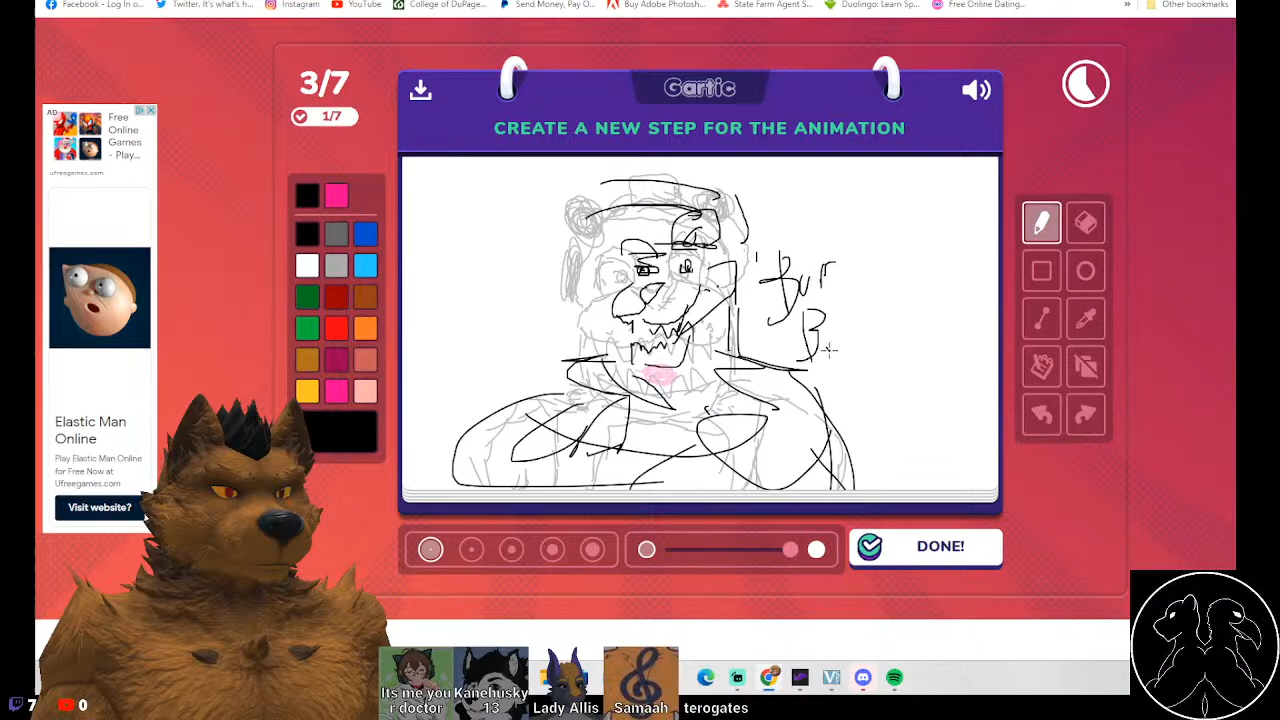 Facebook - Log In o...
Twitter. It's what's h...
Instagram
YouTube
College of DuPage...
Send Money, Pay O...
Buy Adobe Photosh...
State Farm Agent S...
Duolingo: Learn Sp...
Free Online Dating...
»
Other bookmarks
3/7
1/7
Gartic
CREATE A NEW STEP FOR THE ANIMATION
AD
Free
Online
Games
- Play...
ufreegames.com
Elastic Man
Online
Play Elastic Man Online
for Free Now at
Ufreegames.com
Visit website?
B
DONE!
Its me you
r doctor
Kanehusky
13
Lady Allis
Samaah
terogates
7
0